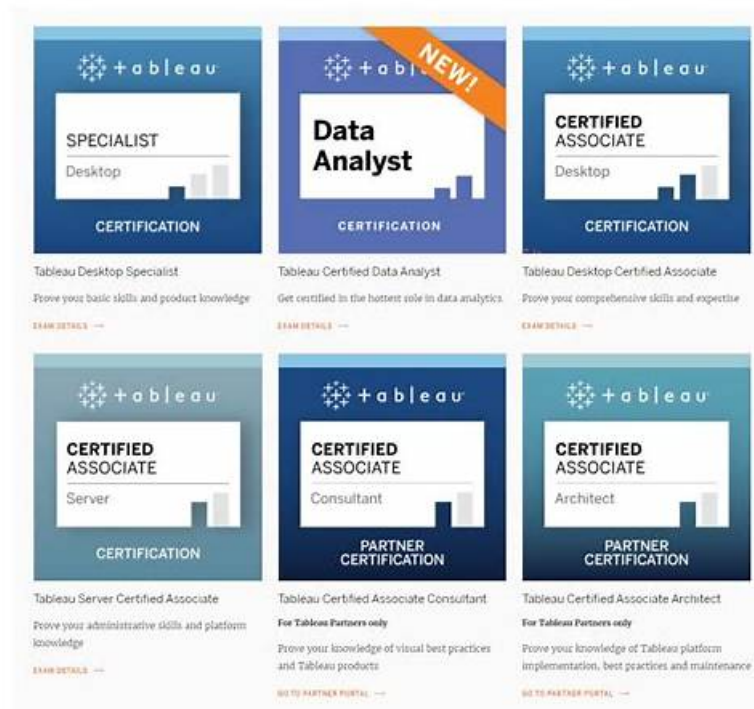 + a b l e a u
SPECIALIST
Desktop
CERTIFICATION
Tableau Desktop Specialist
Prove your basic skills and product knowledge
EXAM DETAILS →
+ a b l
NEW!
Data
Analyst
CERTIFICATION
Tableau Certified Data Analyst
Get certified in the hottest role in data analytics
EXAM DETAILS →
+ a b l e a u
CERTIFIED
ASSOCIATE
Desktop
CERTIFICATION
Tableau Desktop Certified Associate
Prove your comprehensive skills and expertise
EXAM DETAILS →
+ a b l e a u
CERTIFIED
ASSOCIATE
Server
CERTIFICATION
Tableau Server Certified Associate
Prove your administrative skills and platform
knowledge
EXAM DETAILS →
+ a b l e a u
CERTIFIED
ASSOCIATE
Consultant
PARTNER
CERTIFICATION
Tableau Certified Associate Consultant
For Tableau Partners only
Prove your knowledge of visual best practices
and Tableau products
GO TO PARTNER PORTAL →
+ a b l e a u
CERTIFIED
ASSOCIATE
Architect
PARTNER
CERTIFICATION
Tableau Certified Associate Architect
For Tableau Partners only
Prove your knowledge of Tableau platform
implementation, best practices and maintenance
GO TO PARTNER PORTAL →